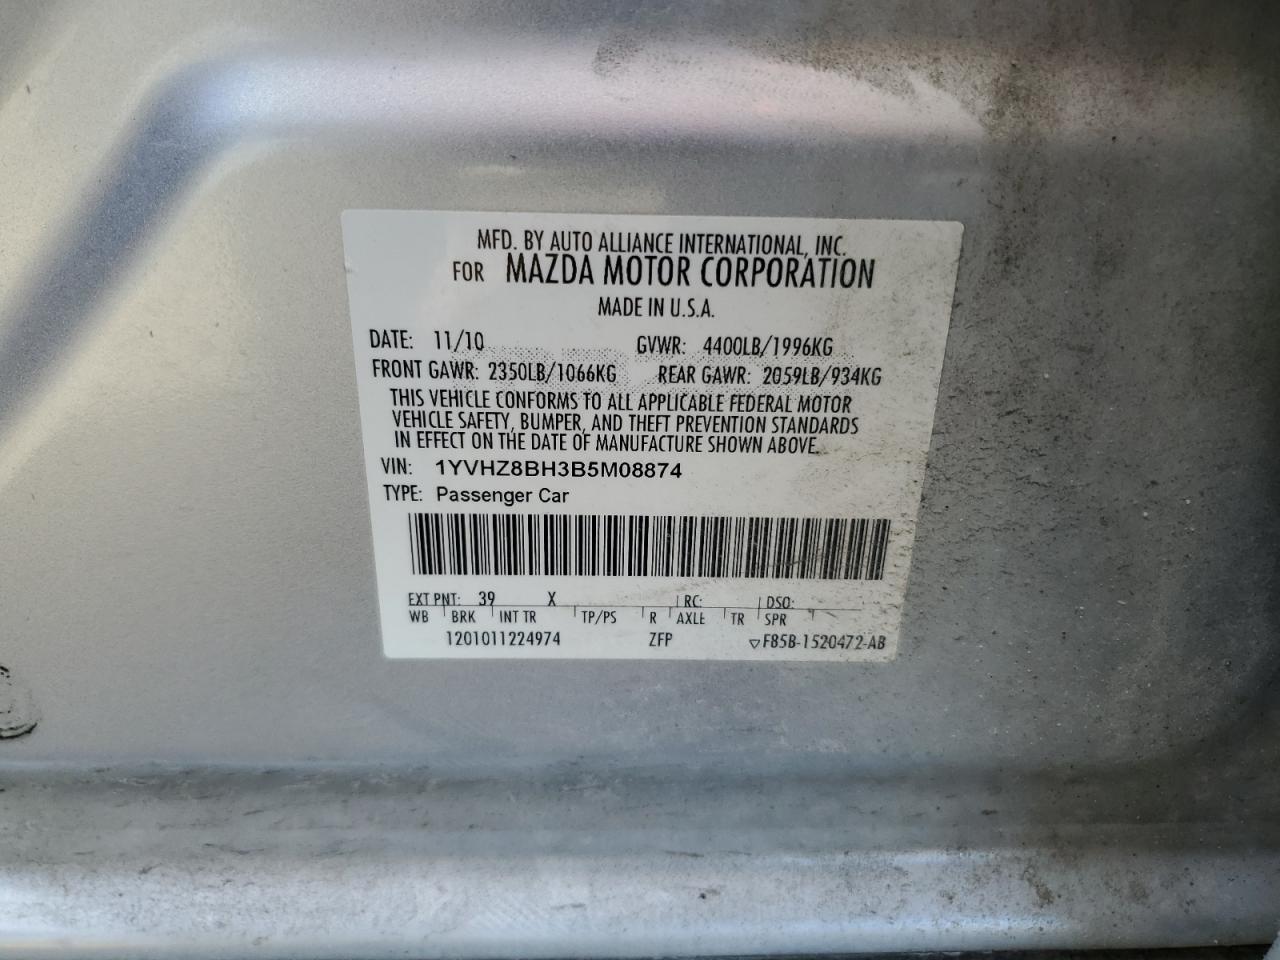 MFD. BY AUTO ALLIANCE INTERNATIONAL, INC.
FOR MAZDA MOTOR CORPORATION
MADE IN U.S.A.
DATE: 11/10 GVWR: 4400LB/1996KG
FRONT GAWR: 2350LB/1066KG REAR GAWR: 2059LB/934KG
THIS VEHICLE CONFORMS TO ALL APPLICABLE FEDERAL MOTOR
VEHICLE SAFETY, BUMPER, AND THEFT PREVENTION STANDARDS
IN EFFECT ON THE DATE OF MANUFACTURE SHOWN ABOVE.
VIN: 1YVHZ8BH3B5M08874
TYPE: Passenger Car
EXT PNT: 39 X RC: DSO:
WB BRK INT TR TP/PS R AXLE TR SPR
1201011224974 ZFP F85B-1520472-AB